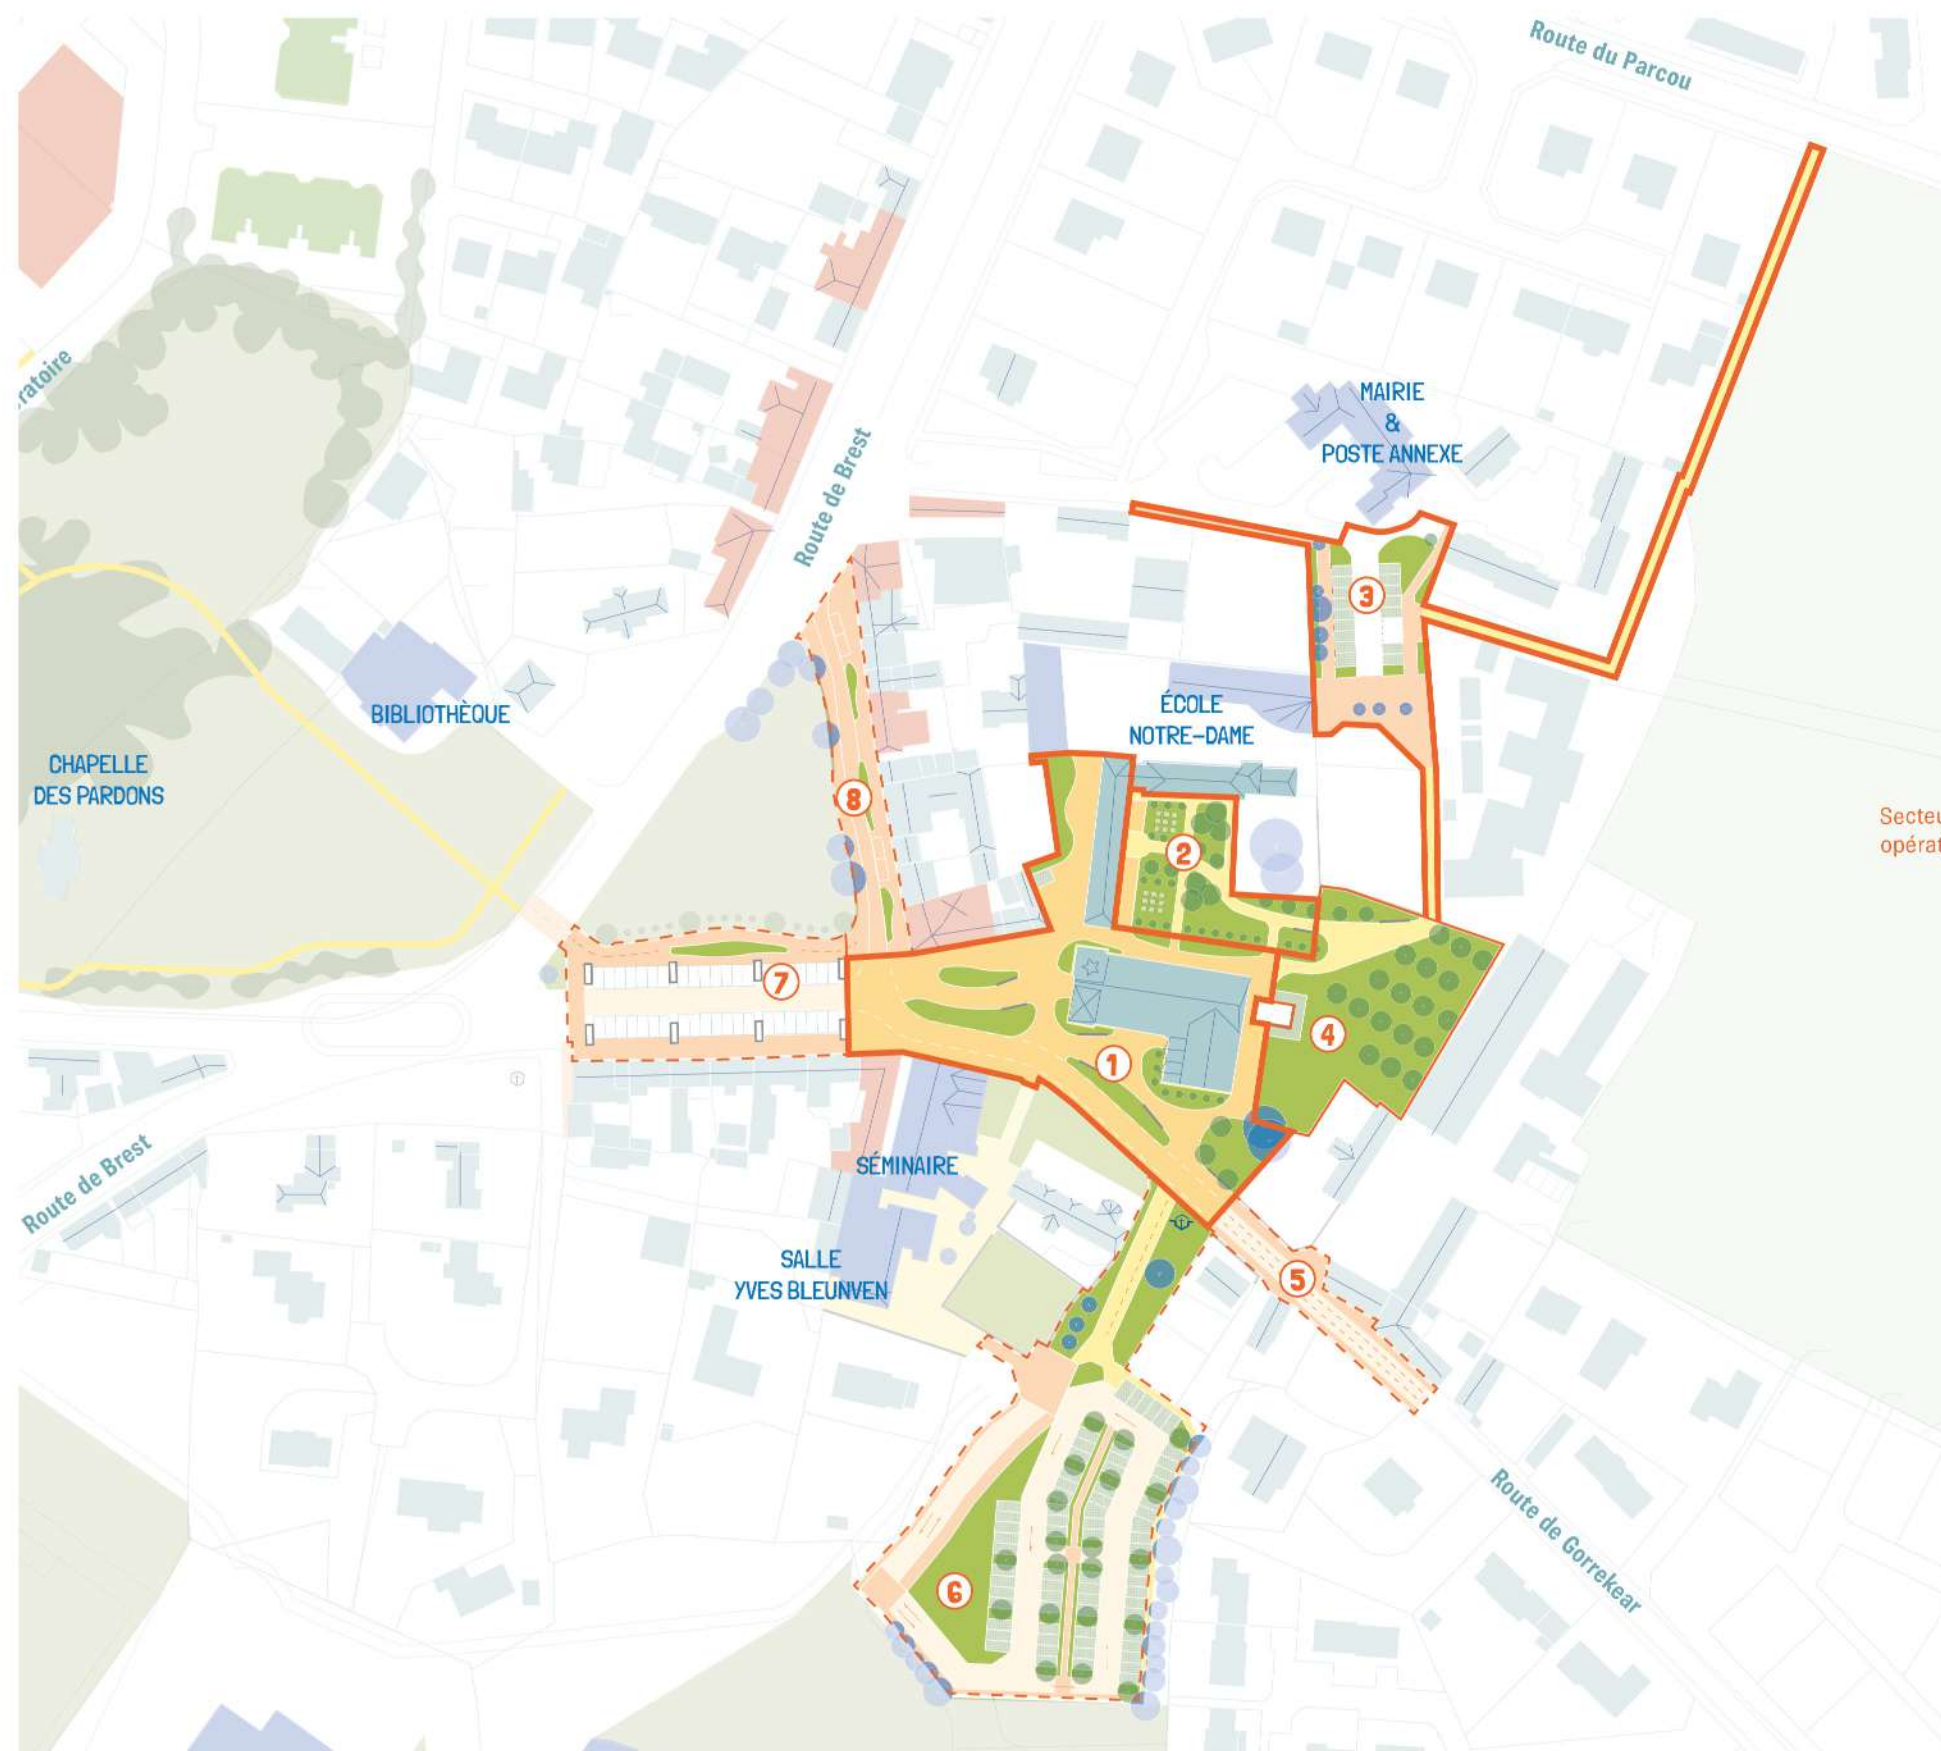 Route du Parcou
MAIRIE
&
POSTE ANNEXE
Route de Brest
3
ÉCOLE
NOTRE-DAME
BIBLIOTHÈQUE
CHAPELLE
DES PARDONS
8
2
7
4
1
SÉMINAIRE
Route de Brest
SALLE
YVES BLEUNVEN
5
6
Route de Gorrekear